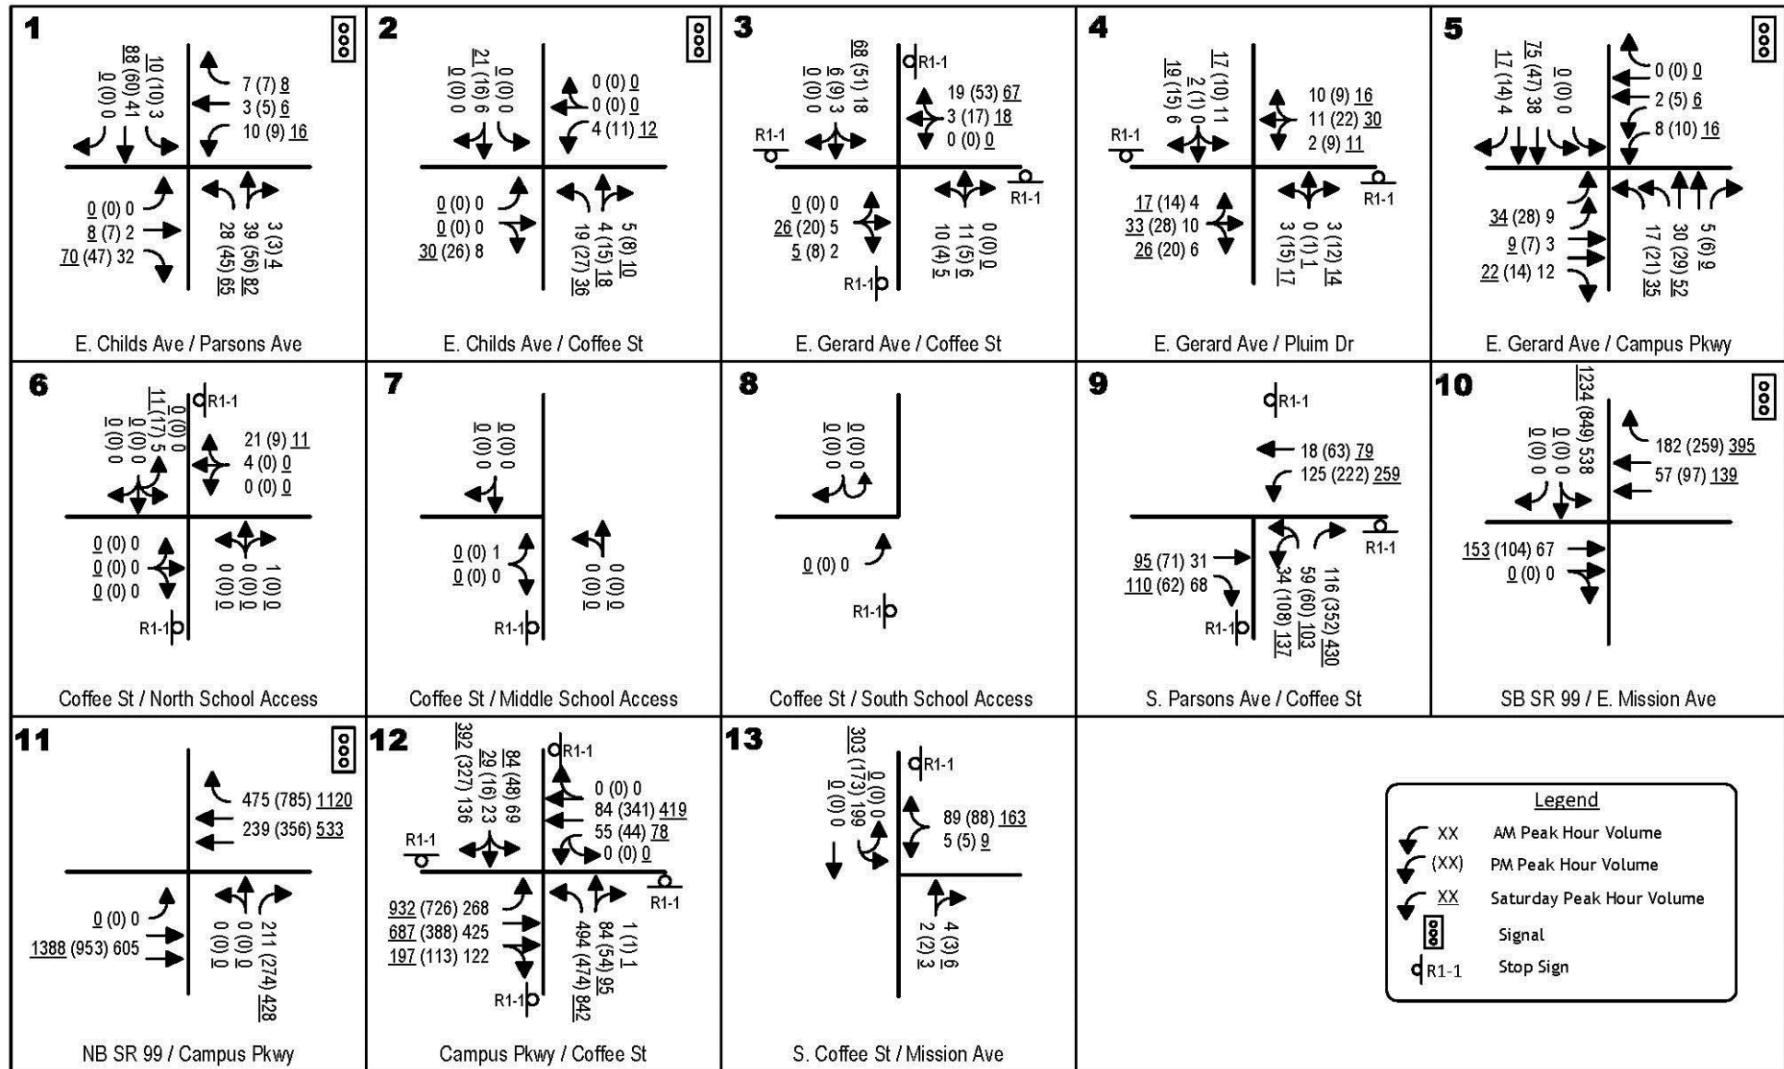 1
88 (60) 41
10 (10) 3
0 (0) 0
7 (7) 8
3 (5) 6
10 (9) 16
0 (0) 0
8 (7) 2
70 (47) 32
28 (45) 65
39 (56) 82
3 (3) 4
E. Childs Ave / Parsons Ave
2
21 (16) 6
0 (0) 0
0 (0) 0
0 (0) 0
0 (0) 0
4 (11) 12
0 (0) 0
0 (0) 0
30 (26) 8
19 (27) 36
4 (15) 18
5 (8) 10
E. Childs Ave / Coffee St
3
68 (51) 18
6 (9) 3
0 (0) 0
R1-1
19 (53) 67
3 (17) 18
0 (0) 0
R1-1
R1-1
0 (0) 0
26 (20) 5
5 (8) 2
10 (4) 5
11 (5) 6
0 (0) 0
R1-1
E. Gerard Ave / Coffee St
4
17 (10) 11
2 (1) 0
19 (15) 6
10 (9) 16
11 (22) 30
2 (9) 11
R1-1
R1-1
17 (14) 4
33 (28) 10
26 (20) 6
3 (15) 17
0 (1) 1
3 (12) 14
E. Gerard Ave / Pluim Dr
5
17 (14) 4
75 (47) 38
0 (0) 0
0 (0) 0
2 (5) 6
8 (10) 16
34 (28) 9
9 (7) 3
22 (14) 12
17 (21) 35
30 (29) 52
5 (6) 9
E. Gerard Ave / Campus Pkwy
6
0 (0) 0
11 (17) 5
0 (0) 0
0 (0) 0
R1-1
21 (9) 11
4 (0) 0
0 (0) 0
0 (0) 0
0 (0) 0
0 (0) 0
0 (0) 0
0 (0) 0
1 (0) 0
R1-1
Coffee St / North School Access
7
0 (0) 0
0 (0) 0
0 (0) 1
0 (0) 0
0 (0) 0
0 (0) 0
R1-1
Coffee St / Middle School Access
8
0 (0) 0
0 (0) 0
0 (0) 0
R1-1
Coffee St / South School Access
9
R1-1
18 (63) 79
125 (222) 259
R1-1
95 (71) 31
110 (62) 68
34 (108) 137
59 (60) 103
116 (352) 430
R1-1
S. Parsons Ave / Coffee St
10
1234 (849) 538
0 (0) 0
0 (0) 0
182 (259) 395
57 (97) 139
153 (104) 67
0 (0) 0
SB SR 99 / E. Mission Ave
11
475 (785) 1120
239 (356) 533
0 (0) 0
1388 (953) 605
0 (0) 0
0 (0) 0
211 (274) 428
NB SR 99 / Campus Pkwy
12
392 (327) 136
29 (16) 23
84 (48) 69
R1-1
0 (0) 0
84 (341) 419
55 (44) 78
0 (0) 0
R1-1
R1-1
932 (726) 268
687 (388) 425
197 (113) 122
494 (474) 842
84 (54) 95
1 (1) 1
R1-1
Campus Pkwy / Coffee St
13
303 (173) 199
0 (0) 0
0 (0) 0
R1-1
89 (88) 163
5 (5) 9
2 (2) 3
4 (3) 6
S. Coffee St / Mission Ave
Legend
XX AM Peak Hour Volume
(XX) PM Peak Hour Volume
XX Saturday Peak Hour Volume
Signal
R1-1 Stop Sign